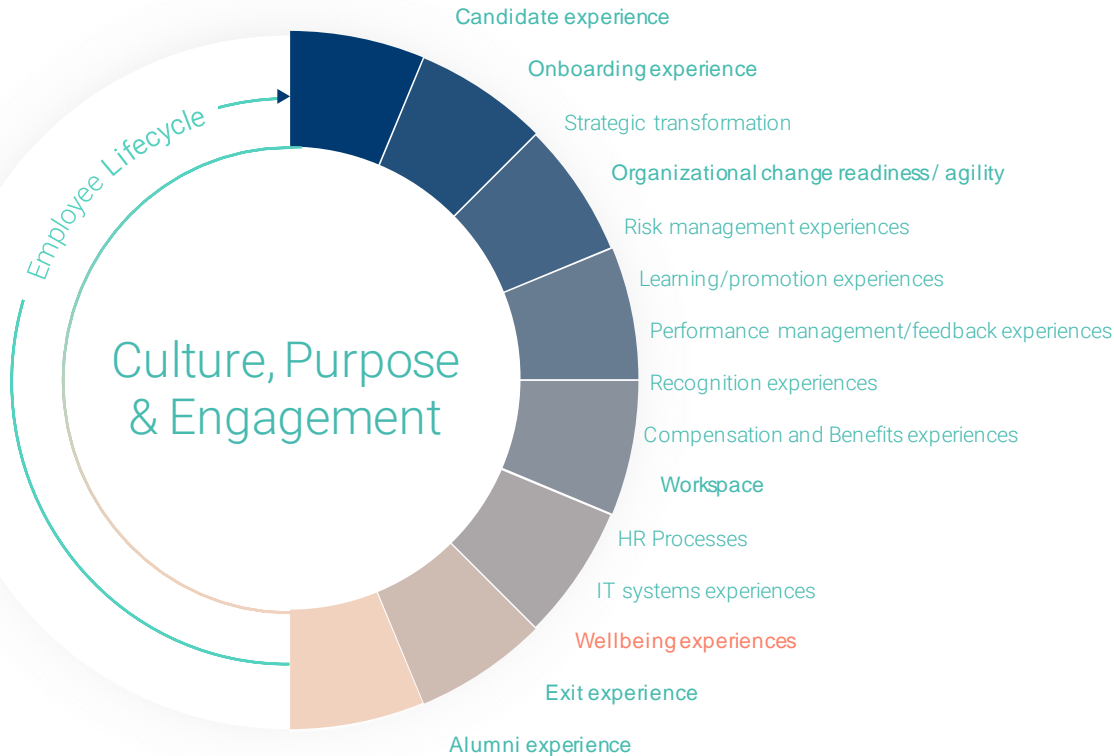 Candidate experience
Onboarding experience
Strategic transformation
Organizational change readiness / agility
Risk management experiences
Learning/promotion experiences
Performance management/feedback experiences
Recognition experiences
Compensation and Benefits experiences
Workspace
HR Processes
IT systems experiences
Wellbeing experiences
Exit experience
Alumni experience
Employee Lifecycle
Culture, Purpose
& Engagement